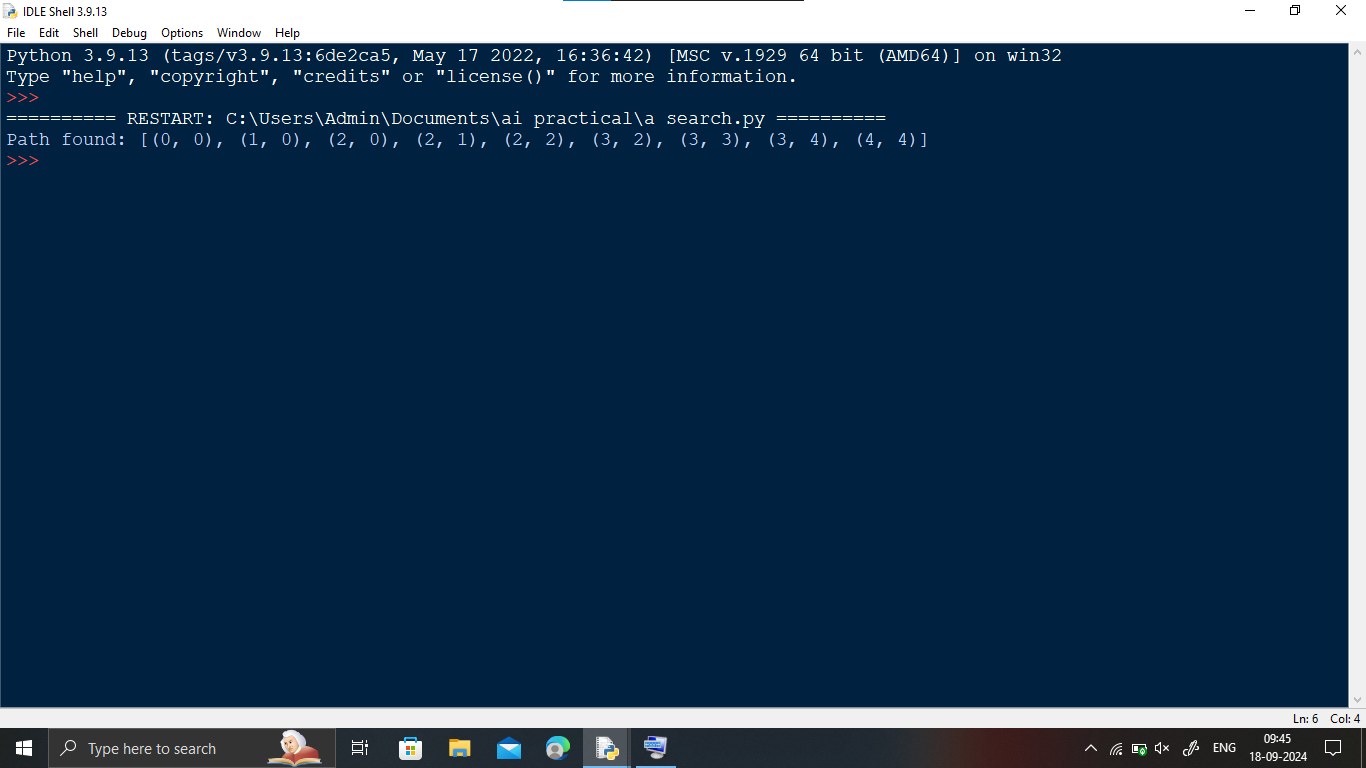 IDLE Shell 3.9.13
File Edit Shell Debug Options Window Help
Python 3.9.13 (tags/v3.9.13:6de2ca5, May 17 2022, 16:36:42) [MSC v.1929 64 bit (AMD64)] on win32
Type "help", "copyright", "credits" or "license()" for more information.
>>>
========== RESTART: C:\Users\Admin\Documents\ai practical\a search.py ==========
Path found: [(0, 0), (1, 0), (2, 0), (2, 1), (2, 2), (3, 2), (3, 3), (3, 4), (4, 4)]
>>>
Ln: 6 Col: 4
Type here to search
ENG
09:45
18-09-2024